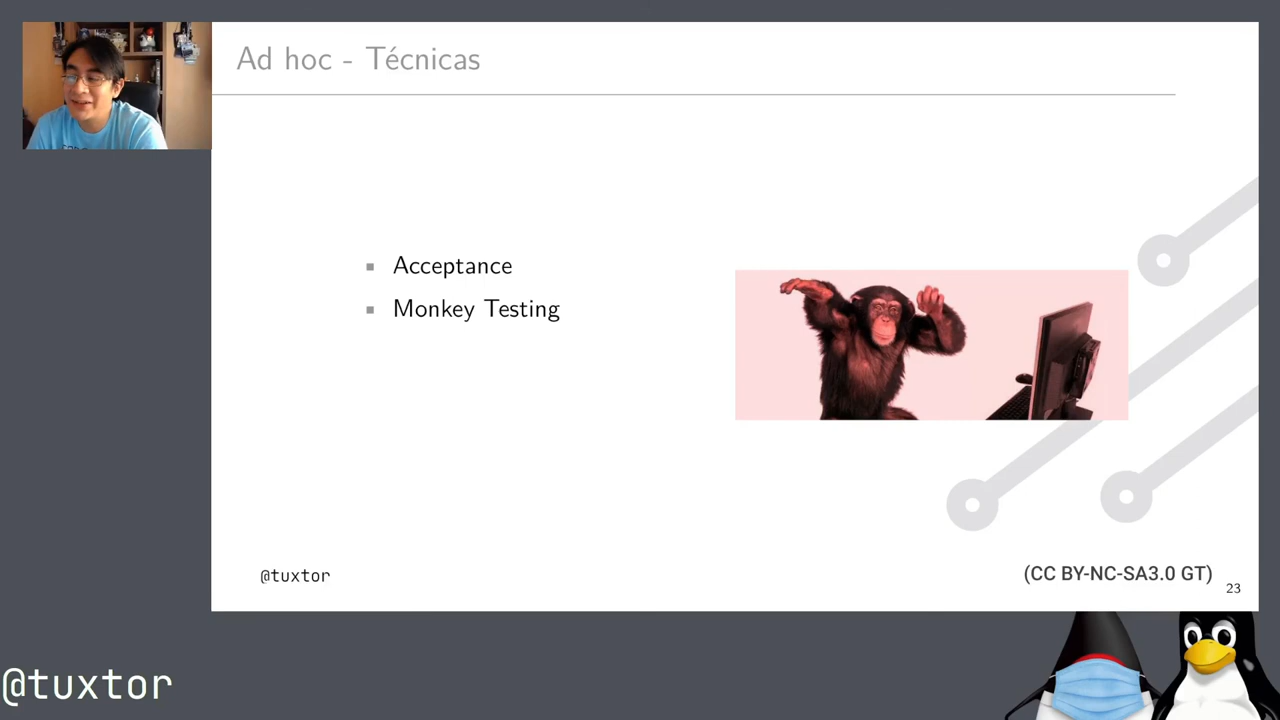 Ad hoc - Técnicas
Acceptance
Monkey Testing
@tuxtor
(CC BY-NC-SA3.0 GT)
23
@tuxtor